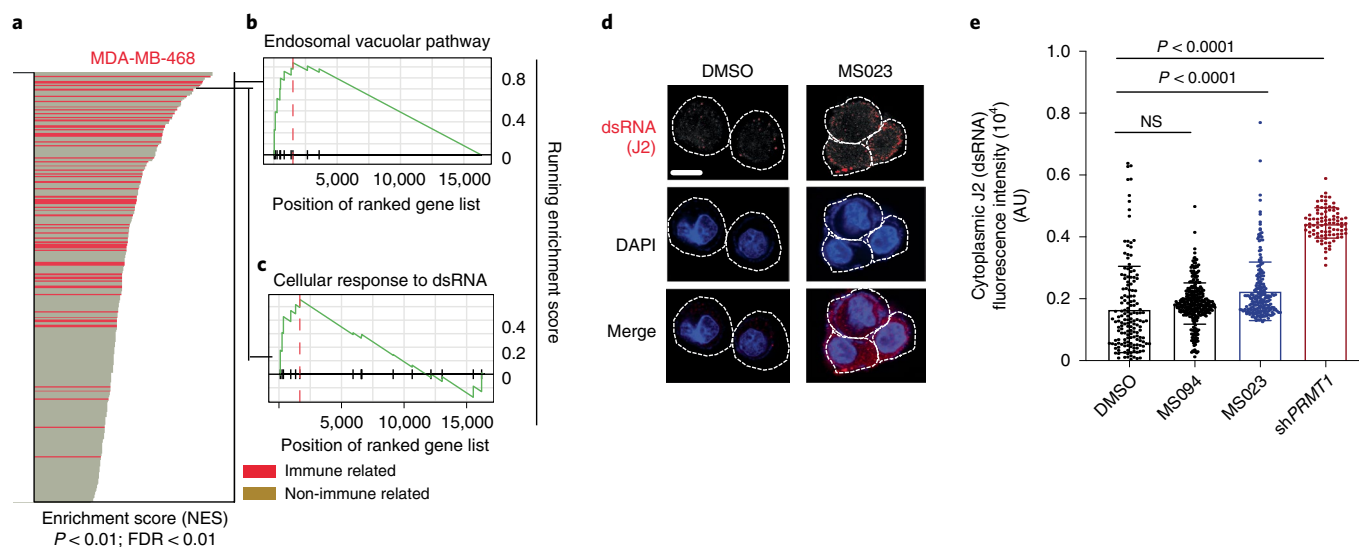 a
MDA-MB-468
Enrichment score (NES)
P < 0.01; FDR < 0.01
b
Endosomal vacuolar pathway
0.8
0.4
0
5,000 10,000 15,000
Position of ranked gene list
c
Cellular response to dsRNA
0.4
0.2
0
5,000 10,000 15,000
Position of ranked gene list
Running enrichment score
Immune related
Non-immune related
d
DMSO MS023
dsRNA
(J2)
DAPI
Merge
e
Cytoplasmic J2 (dsRNA)
fluorescence intensity (10⁴)
(AU)
1.0
0.8
0.6
0.4
0.2
0
P < 0.0001
P < 0.0001
NS
DMSO
MS094
MS023
shPRMT1